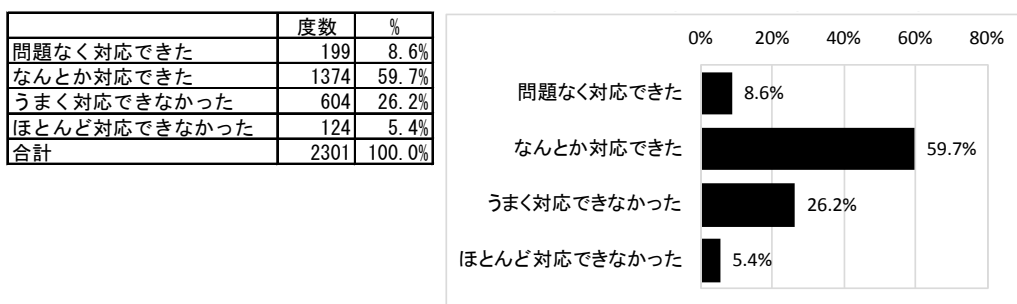 度数 %
問題なく対応できた 199 8.6%
なんとか対応できた 1374 59.7%
うまく対応できなかった 604 26.2%
ほとんど対応できなかった 124 5.4%
合計 2301 100.0%
0% 20% 40% 60% 80%
問題なく対応できた 8.6%
なんとか対応できた 59.7%
うまく対応できなかった 26.2%
ほとんど対応できなかった 5.4%